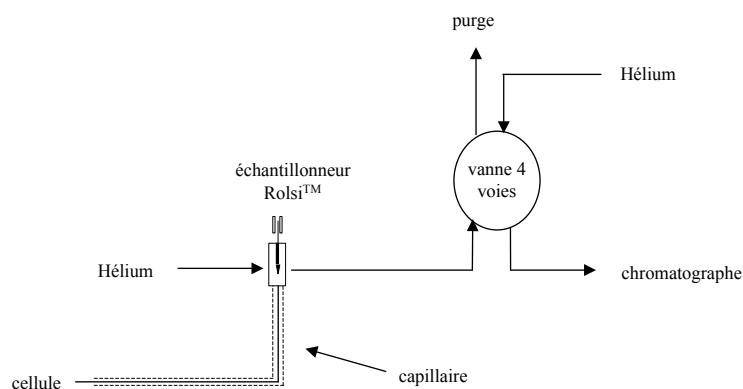 purge
Hélium
vanne 4
voies
échantillonneur
Rolsi™
Hélium
chromatographe
capillaire
cellule